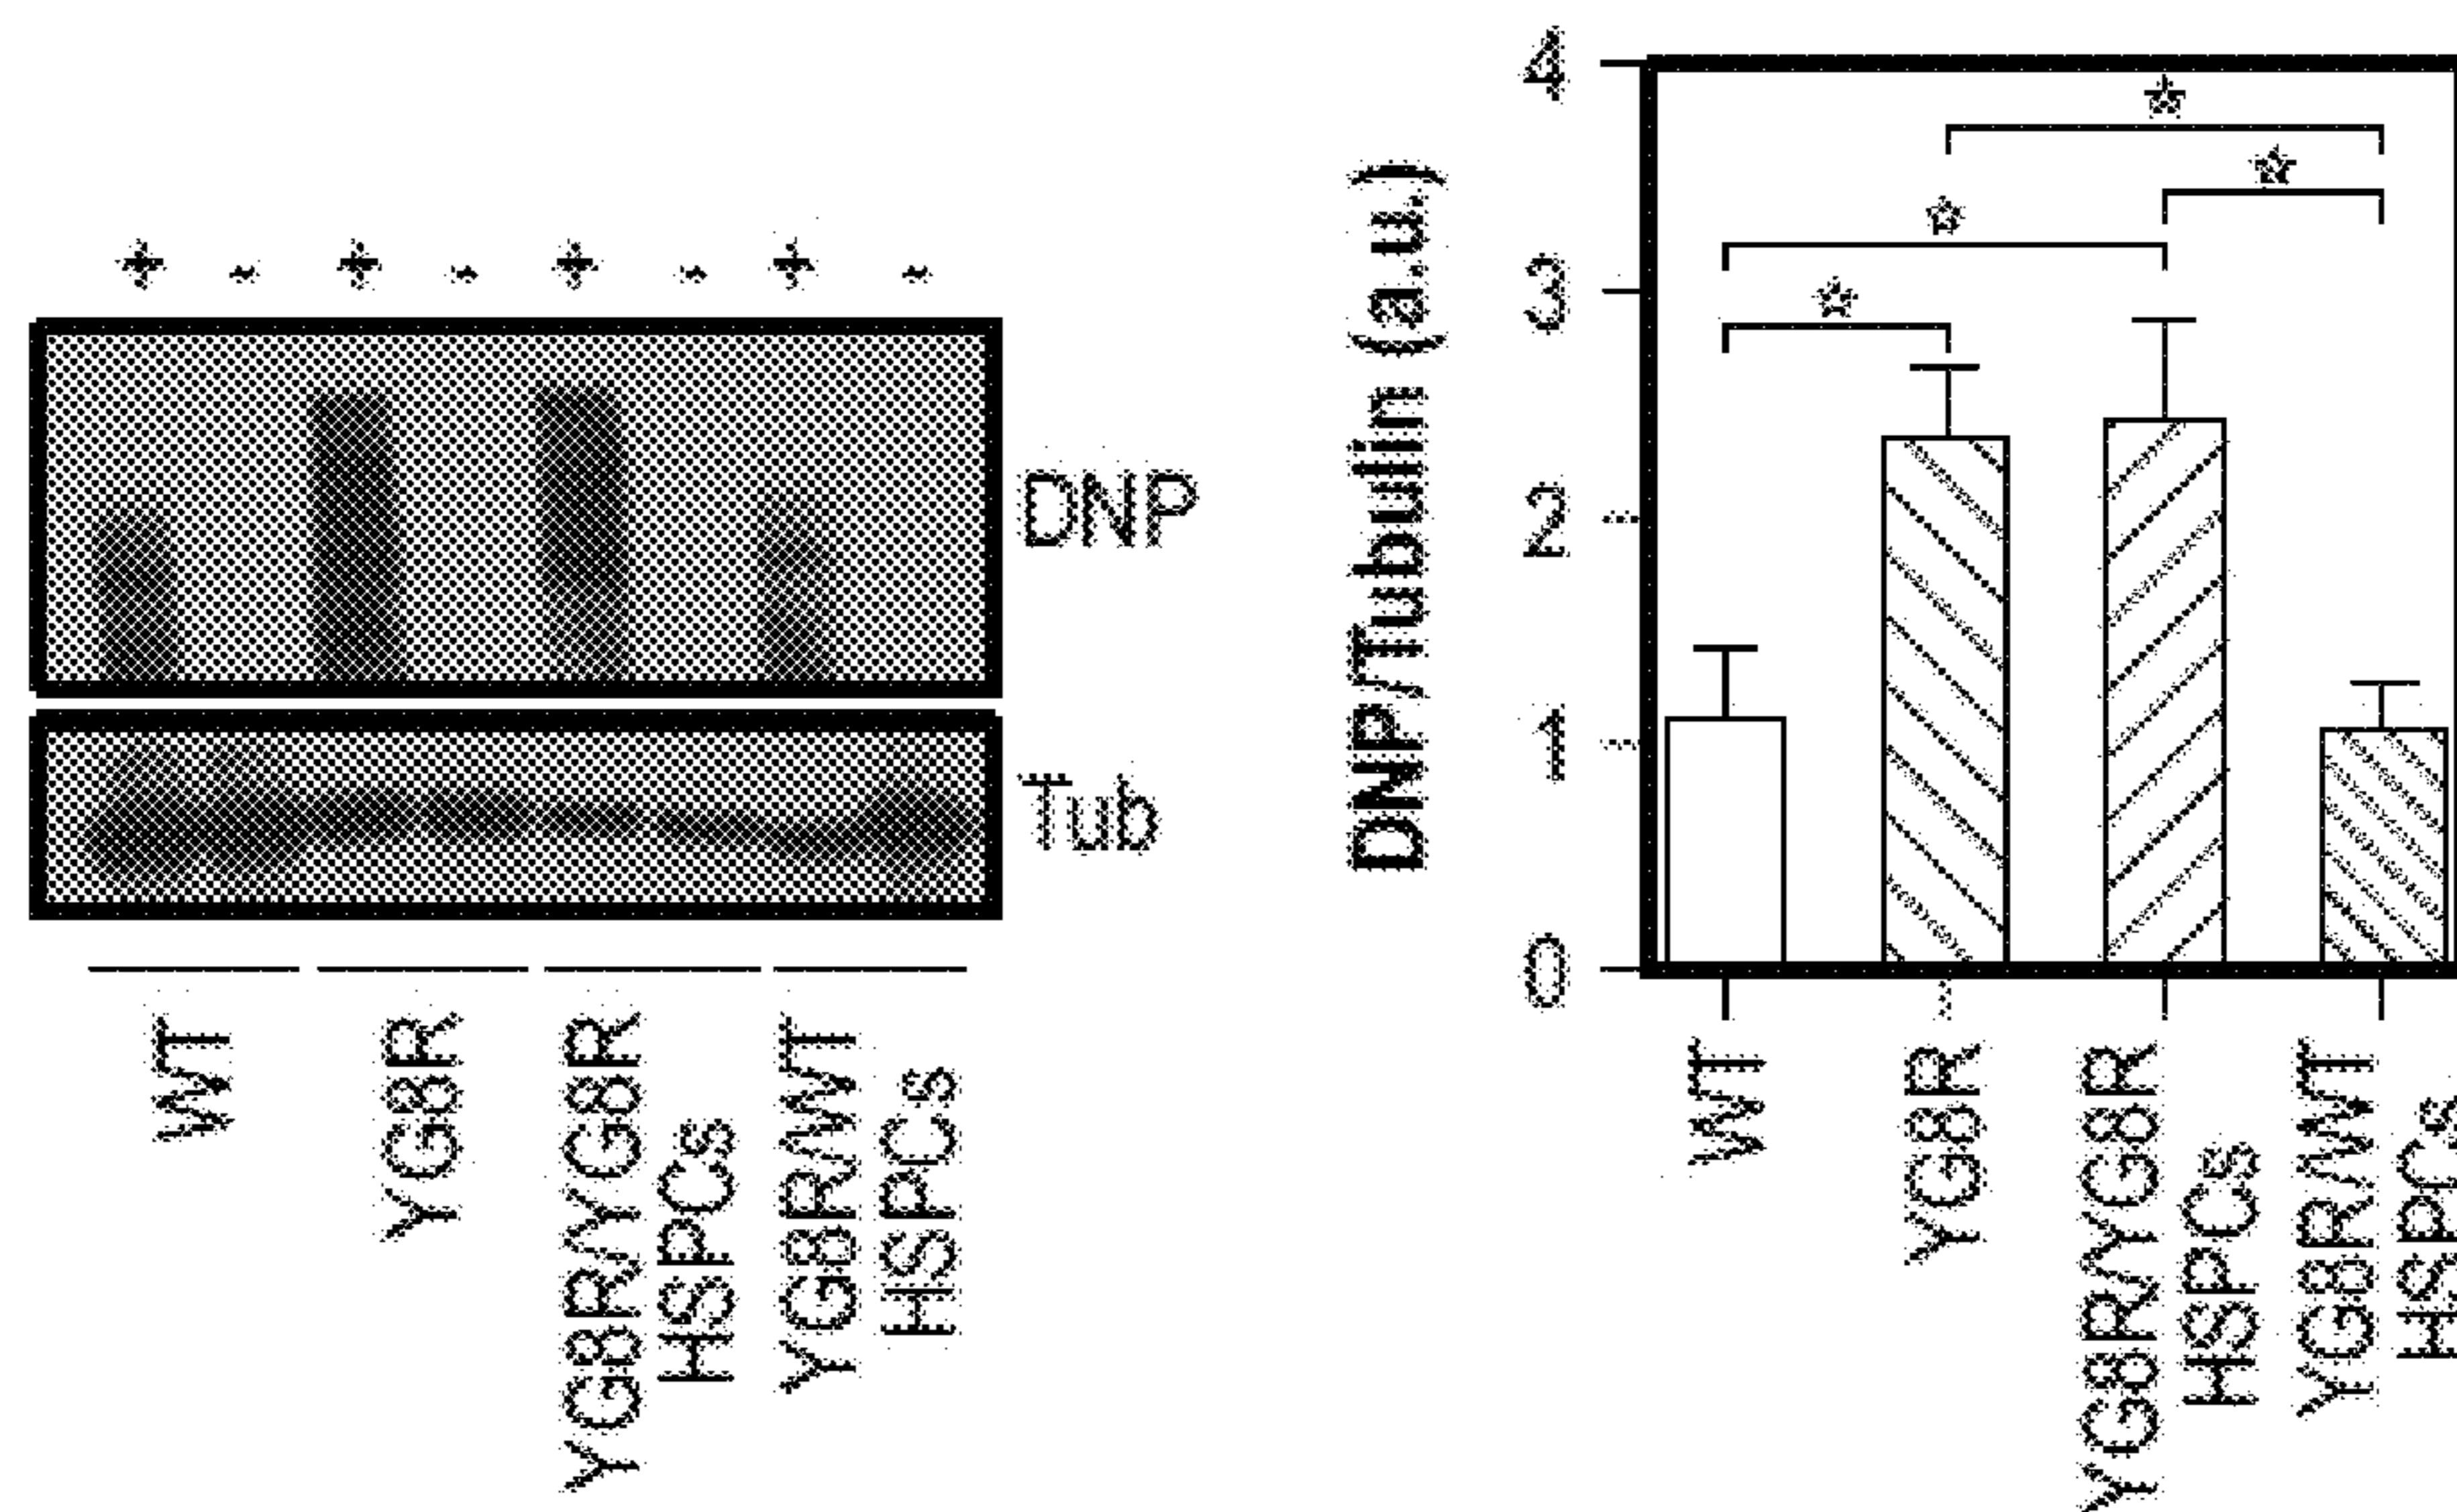 + - + - + - + -
DNP
Tub
WT
YG8R
YG8R/YG8R
HSPCs
YG8R/WT
HSPCs
DNP/Tubulin (a.u.)
4
3
2
1
0
WT
YG8R
YG8R/YG8R
HSPCs
YG8R/WT
HSPCs